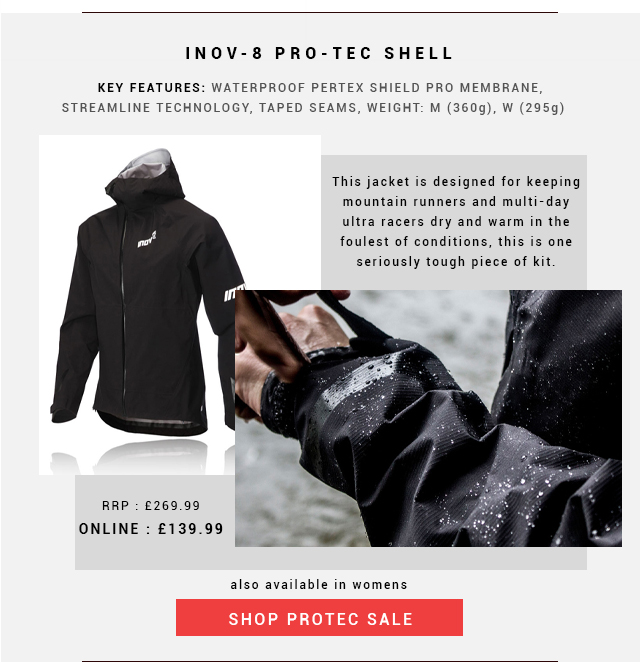 INOV-8 PRO-TEC SHELL
KEY FEATURES: WATERPROOF PERTEX SHIELD PRO MEMBRANE,
STREAMLINE TECHNOLOGY, TAPED SEAMS, WEIGHT: M (360g), W (295g)
This jacket is designed for keeping
mountain runners and multi-day
ultra racers dry and warm in the
foulest of conditions, this is one
seriously tough piece of kit.
INOV8
RRP : £269.99
ONLINE : £139.99
also available in womens
SHOP PROTEC SALE